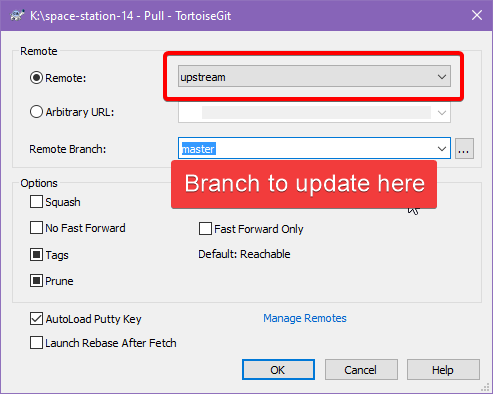 K:\space-station-14 - Pull - TortoiseGit
Remote
Remote:
upstream
Arbitrary URL:
Remote Branch:
master
...
Branch to update here
Options
Squash
No Fast Forward
Fast Forward Only
Tags
Default: Reachable
Prune
AutoLoad Putty Key
Manage Remotes
Launch Rebase After Fetch
OK
Cancel
Help